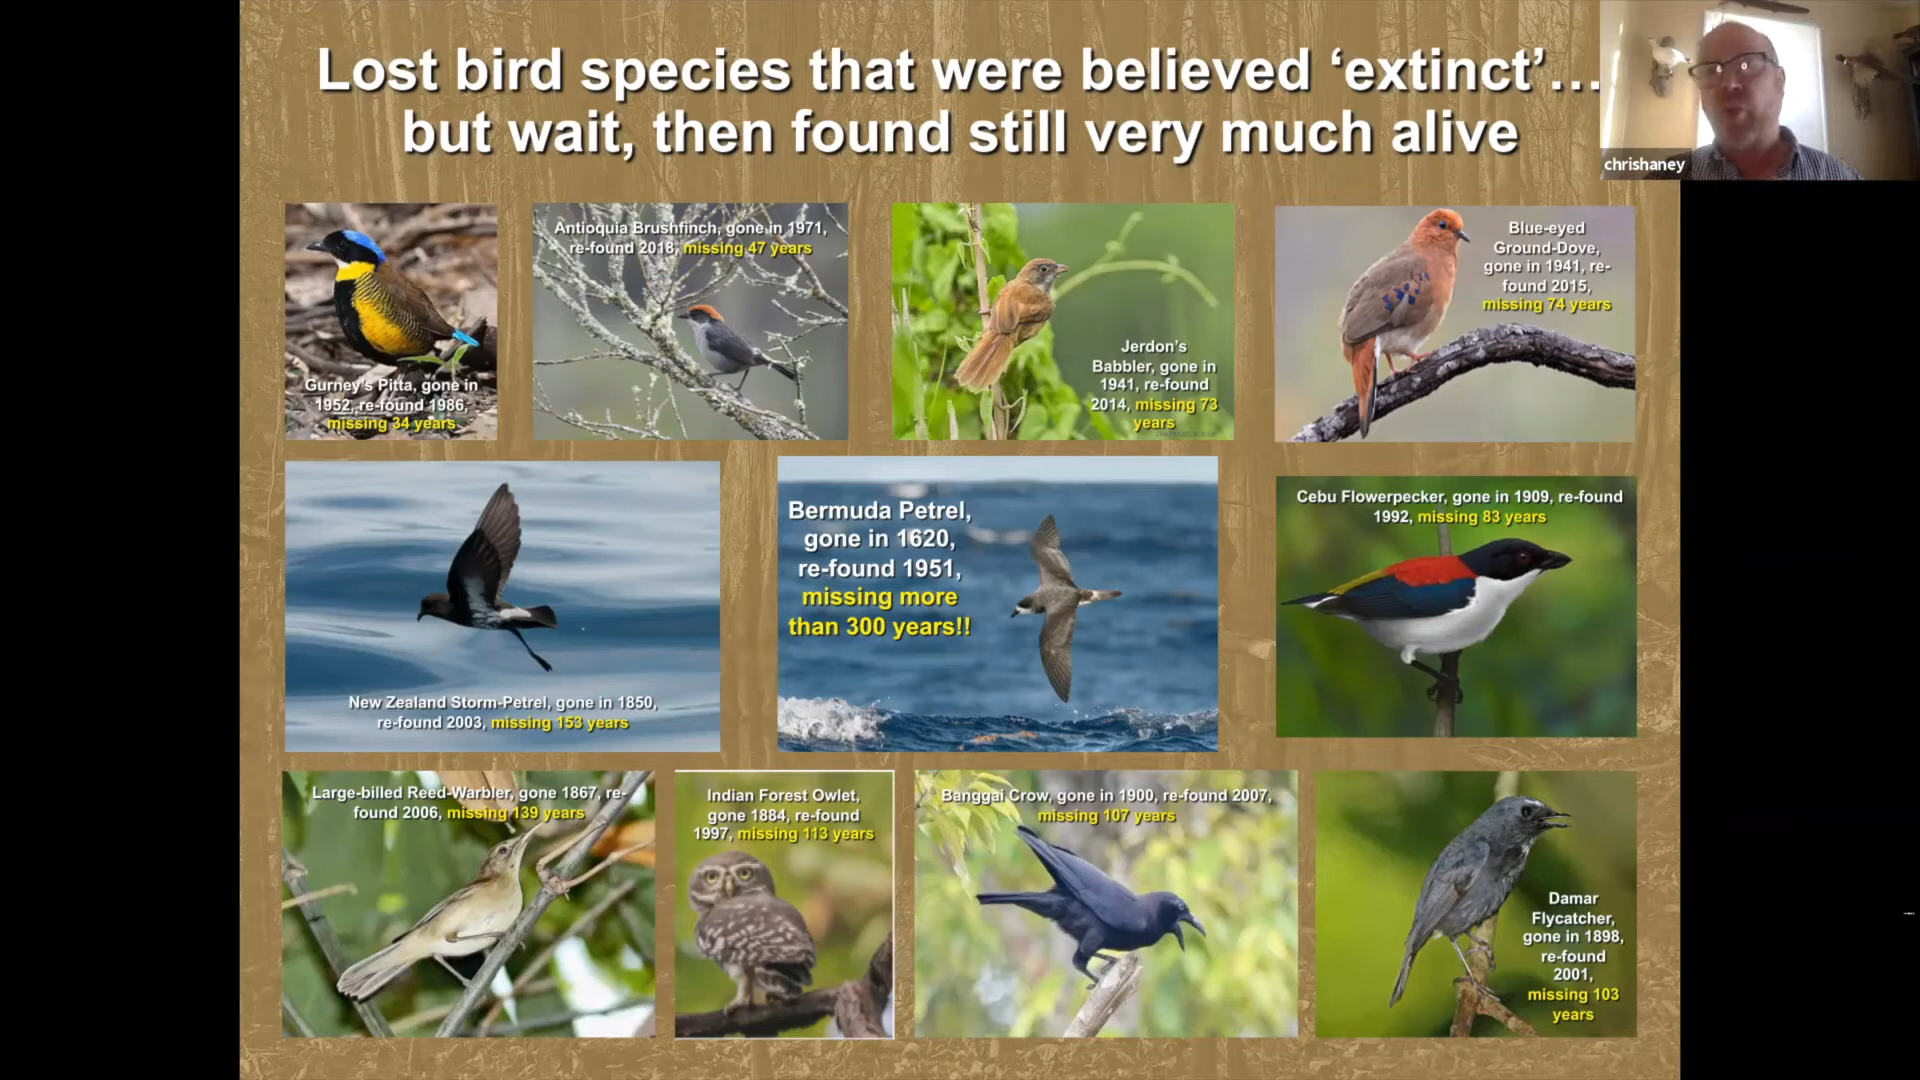 Lost bird species that were believed ‘extinct’…
but wait, then found still very much alive
chrishaney
Gurney's Pitta, gone in
1952, re-found 1986,
missing 34 years
Antioquia Brushfinch, gone in 1971,
re-found 2018, missing 47 years
Jerdon's
Babbler, gone in
1941, re-found
2014, missing 73
years
Blue-eyed
Ground-Dove,
gone in 1941, re-
found 2015,
missing 74 years
New Zealand Storm-Petrel, gone in 1850,
re-found 2003, missing 153 years
Bermuda Petrel,
gone in 1620,
re-found 1951,
missing more
than 300 years!!
Cebu Flowerpecker, gone in 1909, re-found
1992, missing 83 years
Large-billed Reed-Warbler, gone 1867, re-
found 2006, missing 139 years
Indian Forest Owlet,
gone 1884, re-found
1997, missing 113 years
Banggai Crow, gone in 1900, re-found 2007,
missing 107 years
Damar
Flycatcher,
gone in 1898,
re-found
2001,
missing 103
years